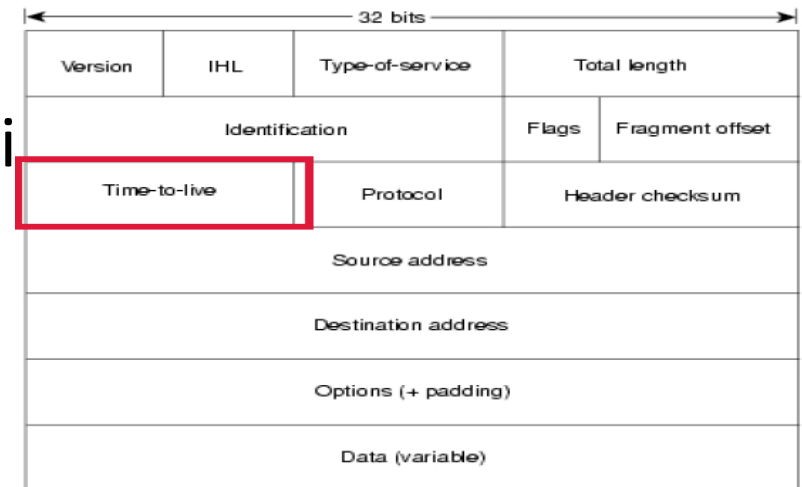 32 bits
Version IHL Type-of-service Total length
i
Identification Flags Fragment offset
Time-to-live Protocol Header checksum
Source address
Destination address
Options (+ padding)
Data (variable)